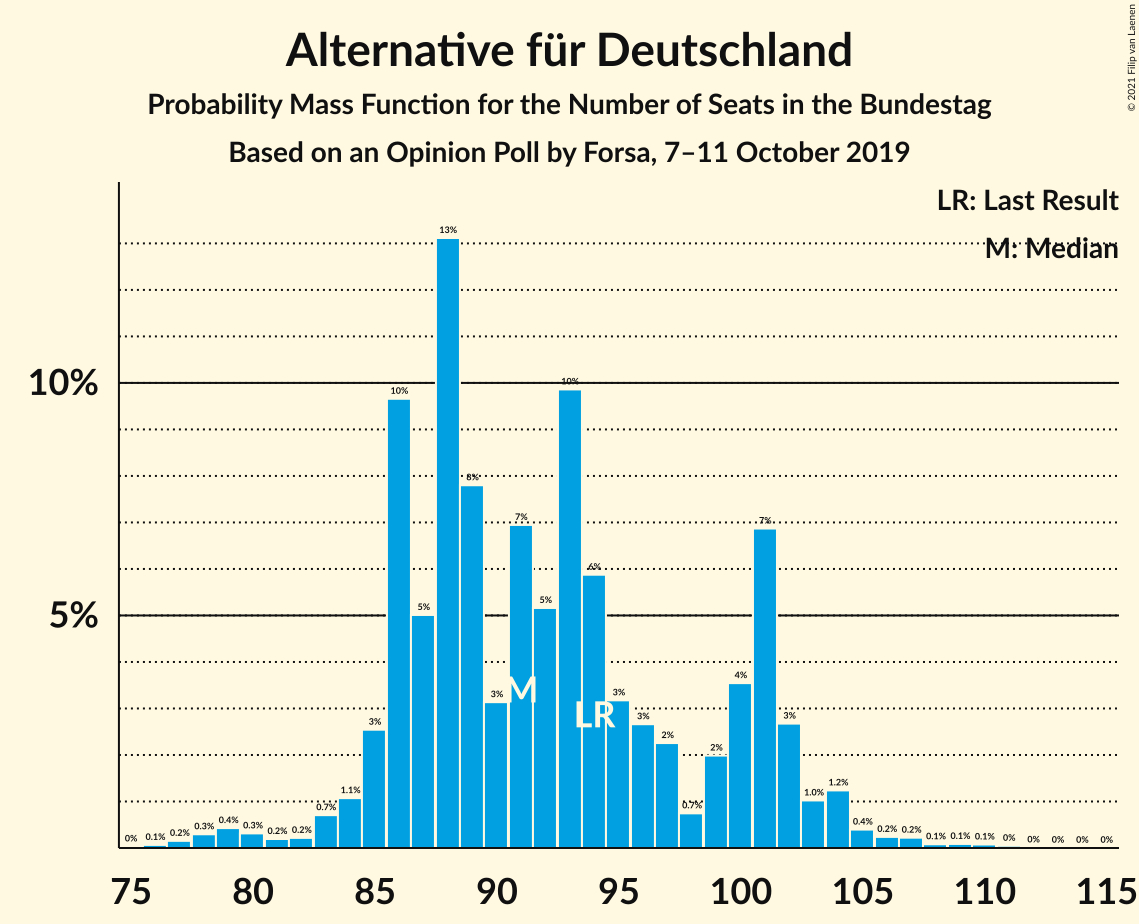 Alternative für Deutschland
Probability Mass Function for the Number of Seats in the Bundestag
Based on an Opinion Poll by Forsa, 7–11 October 2019
© 2021 Filip van Laenen
LR: Last Result
M: Median
10%
5%
0% 0.1% 0.2% 0.3% 0.4% 0.3% 0.2% 0.2% 0.7% 1.1% 3% 10% 5% 13% 8% 3% 7% 5% 10% 6% 3% 3% 2% 0.7% 2% 4% 7% 3% 1.0% 1.2% 0.4% 0.2% 0.2% 0.1% 0.1% 0.1% 0% 0% 0% 0% 0%
M
LR
75 80 85 90 95 100 105 110 115